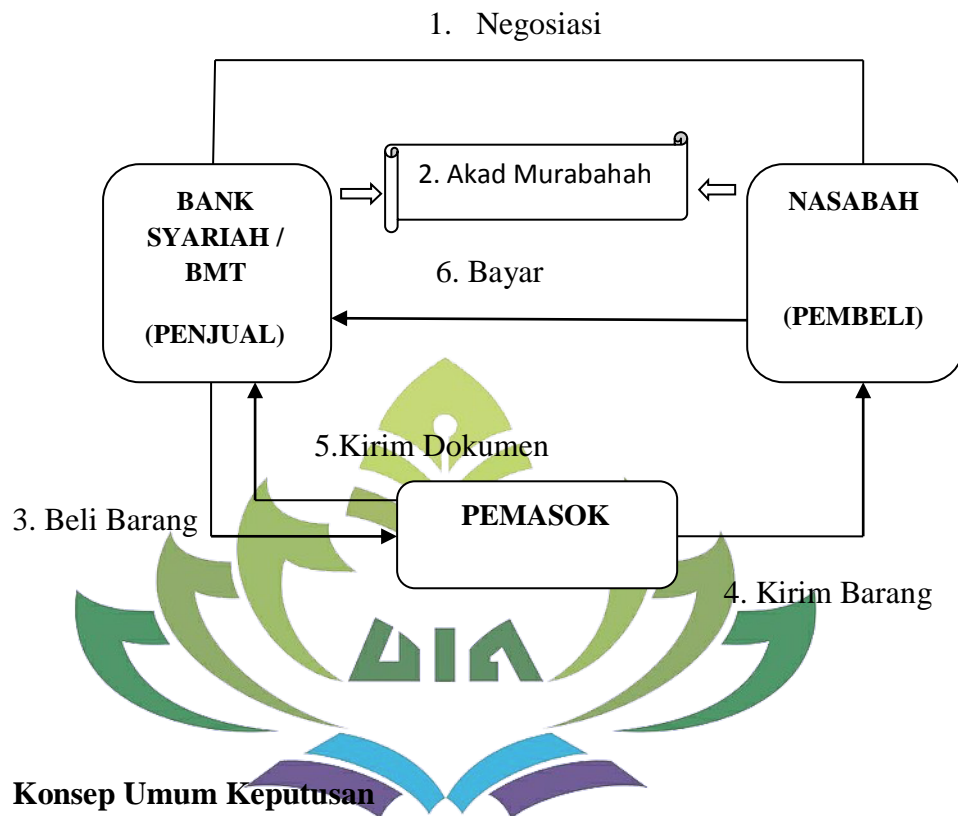 1. Negosiasi
2. Akad Murabahah
BANK
SYARIAH /
BMT
(PENJUAL)
NASABAH
(PEMBELI)
6. Bayar
5.Kirim Dokumen
PEMASOK
3. Beli Barang
4. Kirim Barang
UIN
Konsep Umum Keputusan